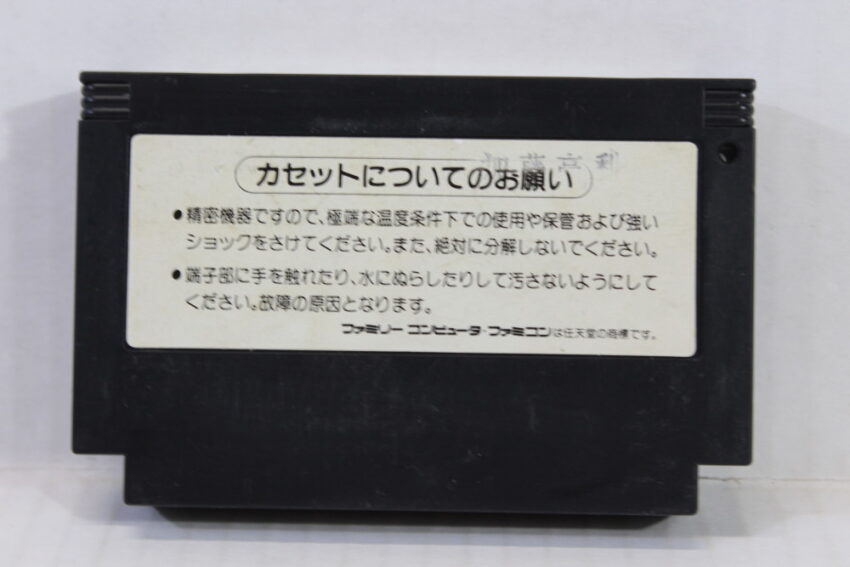 カセットについてのお願い
●精密機器ですので、極端な温度条件下での使用や保管および強い
ショックをさけてください。また、絶対に分解しないでください。
●端子部に手を触れたり、水にぬらしたりして汚さないようにして
ください。故障の原因となります。
ファミリー コンピュータ・ファミコンは任天堂の商標です。